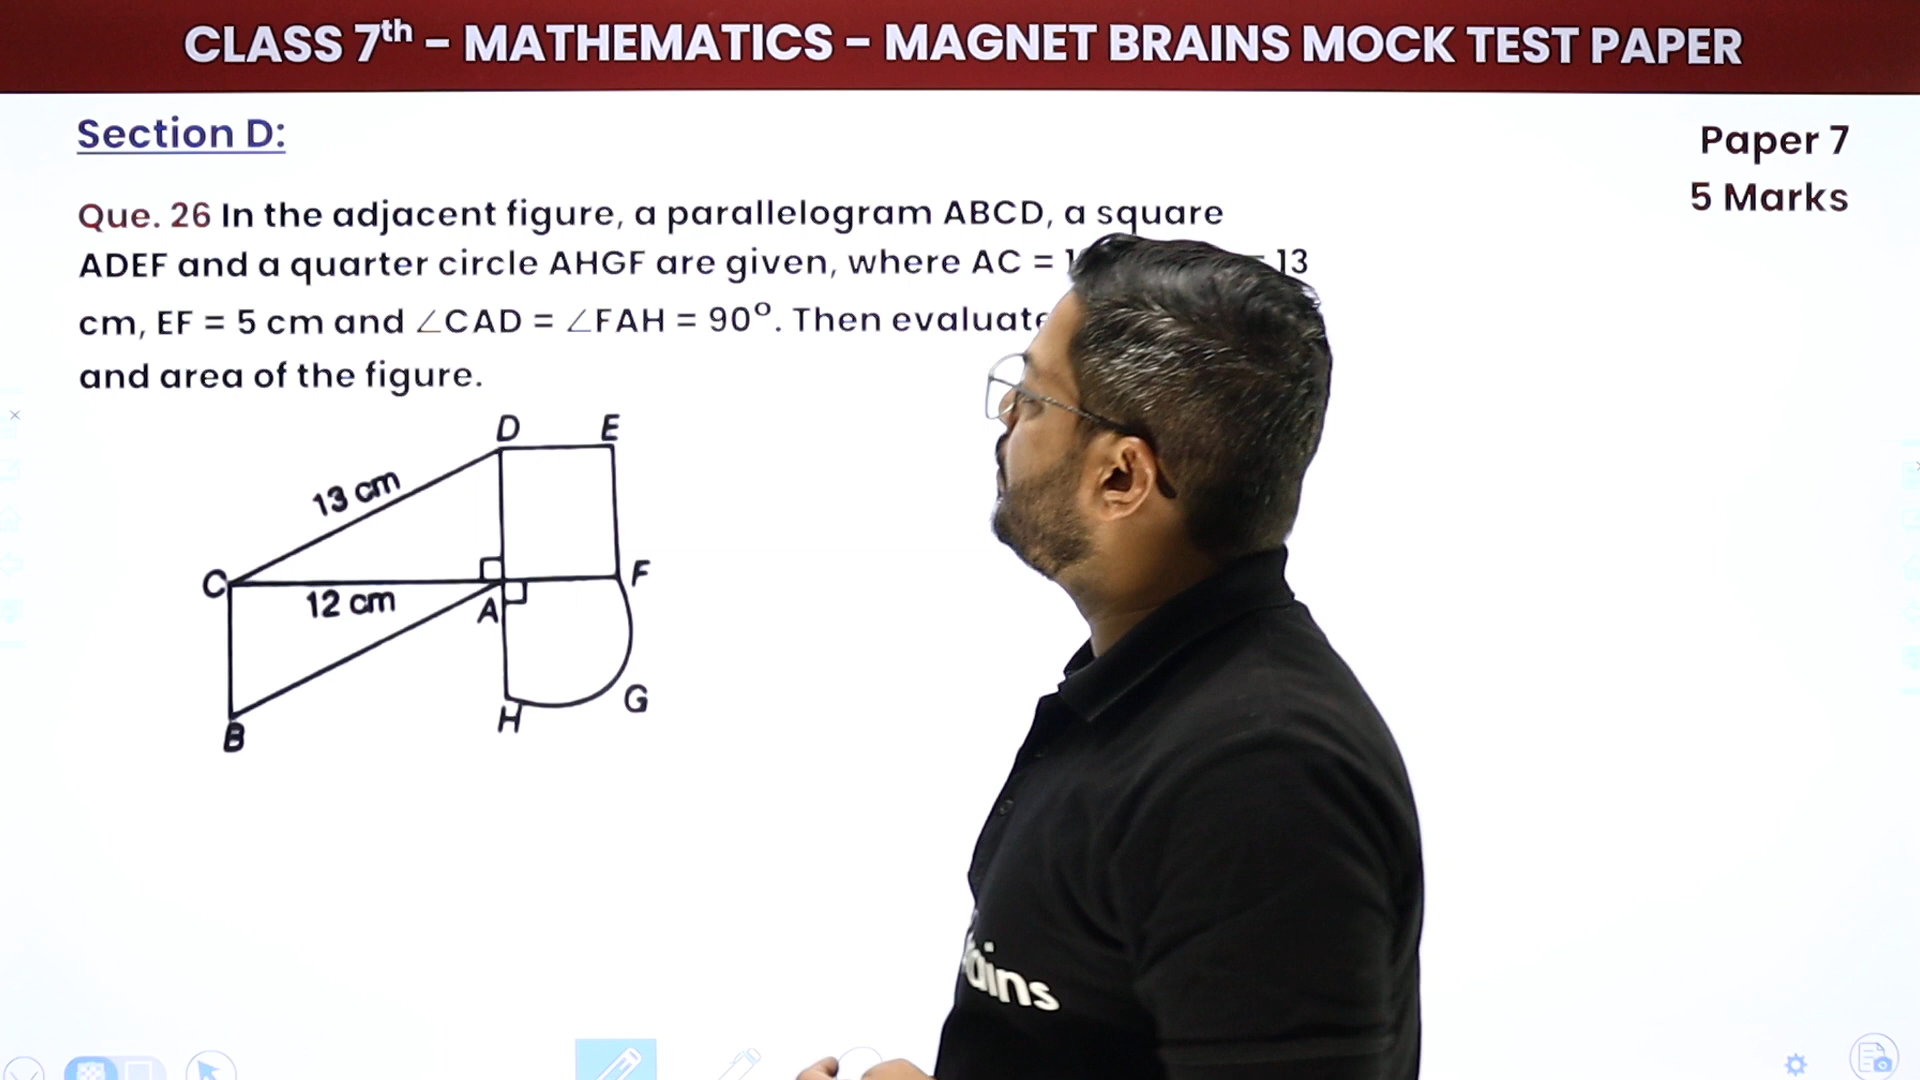 CLASS 7th – MATHEMATICS – MAGNET BRAINS MOCK TEST PAPER
Section D:
Paper 7
5 Marks
Que. 26 In the adjacent figure, a parallelogram ABCD, a square
ADEF and a quarter circle AHGF are given, where AC = 13
cm, EF = 5 cm and ∠CAD = ∠FAH = 90°. Then evaluate
and area of the figure.
D E
13 cm
C F
12 cm
A
G
H
B
ains